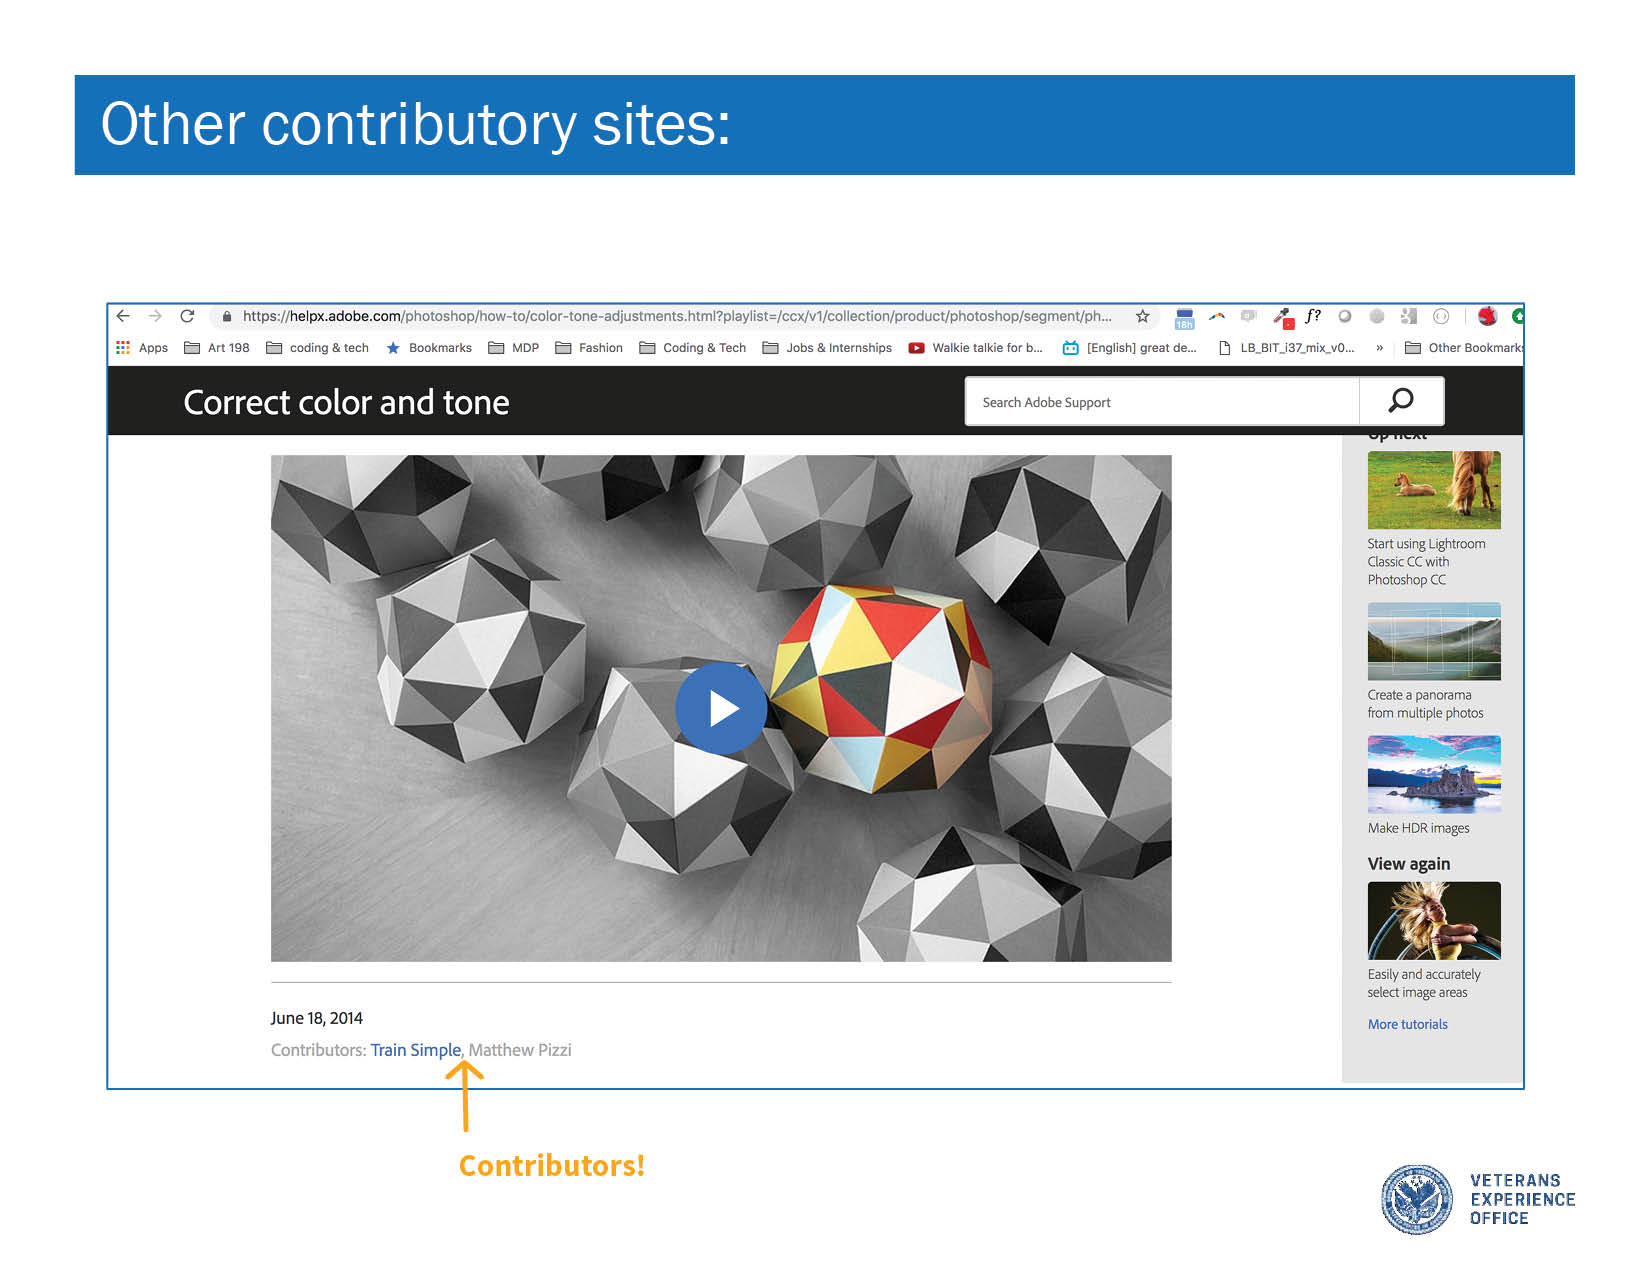 Other contributory sites:
https://helpx.adobe.com/photoshop/how-to/color-tone-adjustments.html?playlist=/ccx/v1/collection/product/photoshop/segment/ph...
18h
f?
Apps Art 198 coding & tech Bookmarks MDP Fashion Coding & Tech Jobs & Internships Walkie talkie for b... [English] great de... LB_BIT_i37_mix_v0... » Other Bookmarks
Correct color and tone
Search Adobe Support
Up next
Start using Lightroom
Classic CC with
Photoshop CC
Create a panorama
from multiple photos
Make HDR images
View again
Easily and accurately
select image areas
More tutorials
June 18, 2014
Contributors: Train Simple, Matthew Pizzi
Contributors!
VETERANS
EXPERIENCE
OFFICE